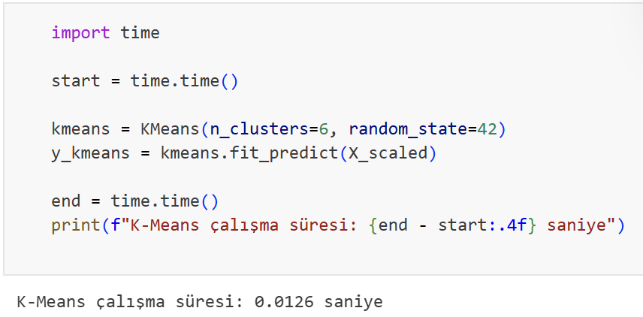 import time
start = time.time()
kmeans = KMeans(n_clusters=6, random_state=42)
y_kmeans = kmeans.fit_predict(X_scaled)
end = time.time()
print(f"K-Means çalışma süresi: {end - start:.4f} saniye")
K-Means çalışma süresi: 0.0126 saniye